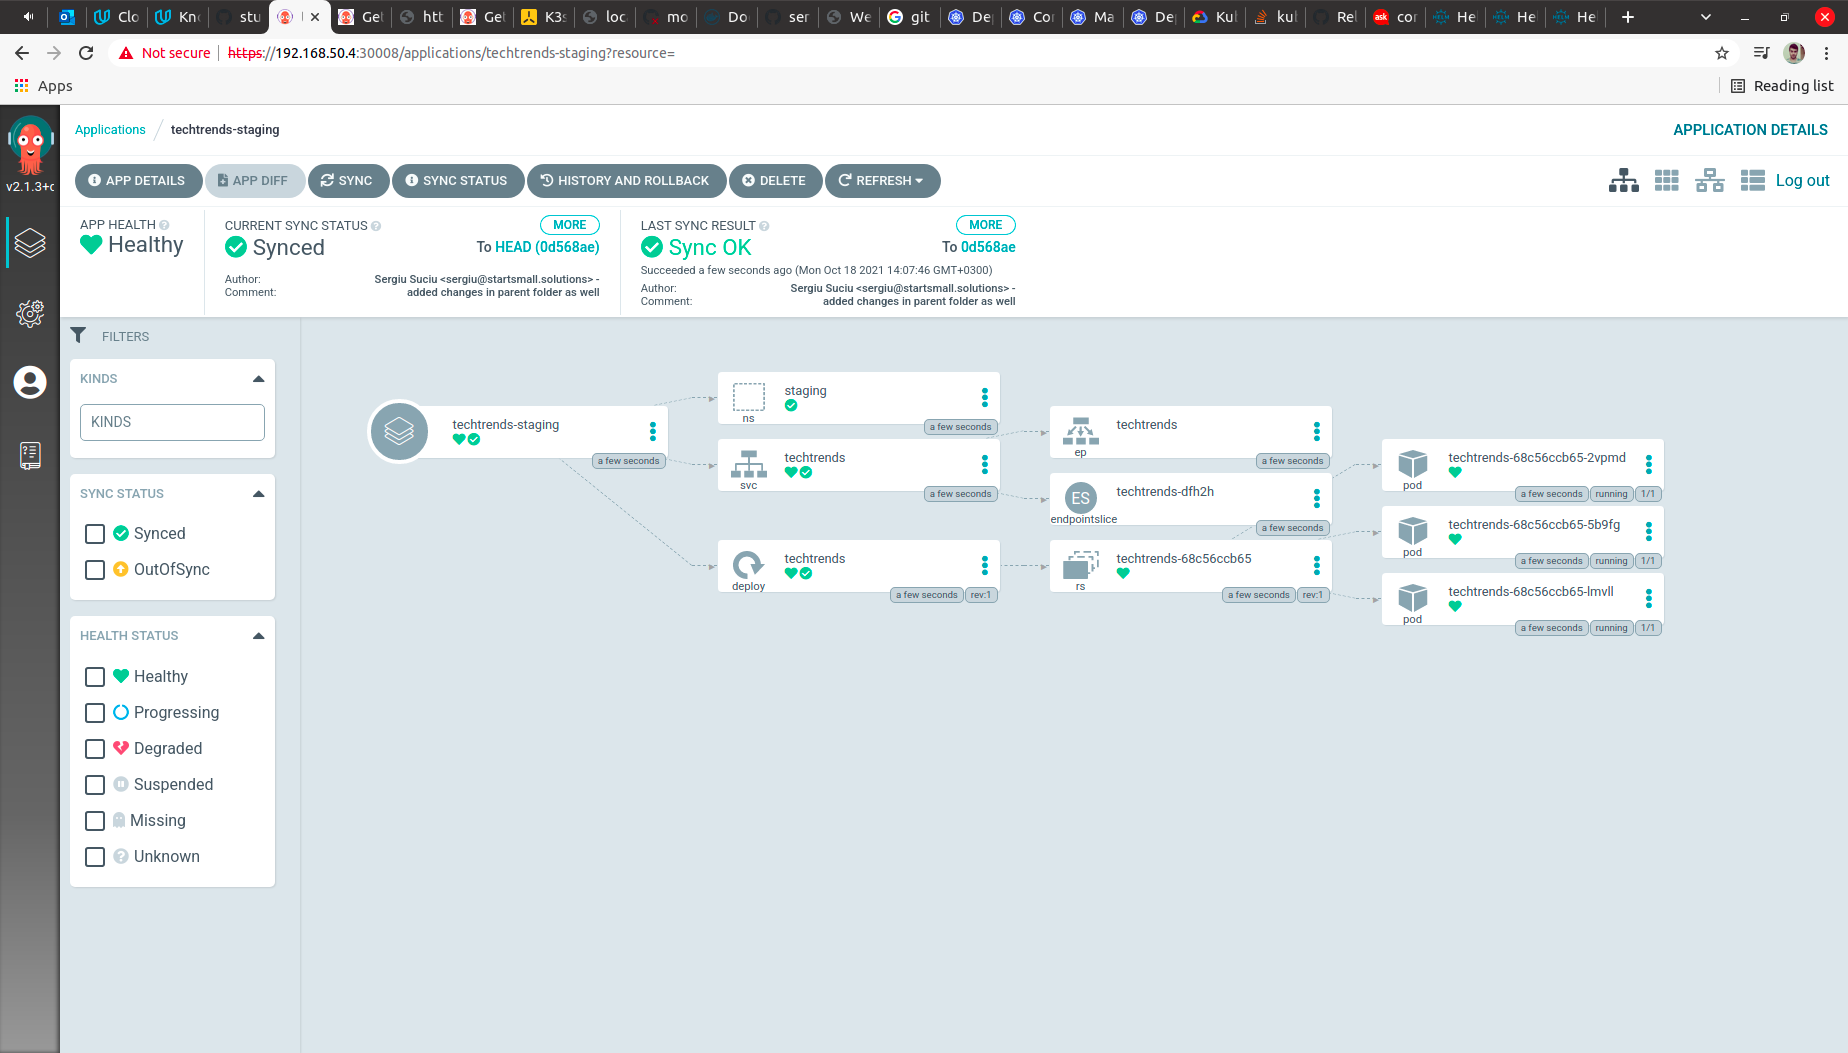 Clo
Kno
stu
Get
htt
Get
K3s
loc
mo
Do
ser
We
git
De
Co
Ma
De
Ku
ku
Rel
ask
co
HELM
He
HELM
He
HELM
He
Not secure
https://192.168.50.4:30008/applications/techtrends-staging?resource=
Apps
Reading list
v2.1.3+
Applications / techtrends-staging
APPLICATION DETAILS
APP DETAILS
APP DIFF
SYNC
SYNC STATUS
HISTORY AND ROLLBACK
DELETE
REFRESH
Log out
APP HEALTH
Healthy
CURRENT SYNC STATUS
MORE
Synced
To HEAD (0d568ae)
Author:
Sergiu Suciu <sergiu@startsmall.solutions> -
Comment:
added changes in parent folder as well
LAST SYNC RESULT
MORE
Sync OK
To 0d568ae
Succeeded a few seconds ago (Mon Oct 18 2021 14:07:46 GMT+0300)
Author:
Sergiu Suciu <sergiu@startsmall.solutions> -
Comment:
added changes in parent folder as well
FILTERS
KINDS
KINDS
SYNC STATUS
Synced
OutOfSync
HEALTH STATUS
Healthy
Progressing
Degraded
Suspended
Missing
Unknown
techtrends-staging
a few seconds
staging
ns
a few seconds
techtrends
svc
a few seconds
techtrends
deploy
a few seconds
rev:1
techtrends
ep
a few seconds
ES
techtrends-dfh2h
endpointslice
a few seconds
techtrends-68c56ccb65
rs
a few seconds
rev:1
techtrends-68c56ccb65-2vpmd
pod
a few seconds
running
1/1
techtrends-68c56ccb65-5b9fg
pod
a few seconds
running
1/1
techtrends-68c56ccb65-lmvll
pod
a few seconds
running
1/1